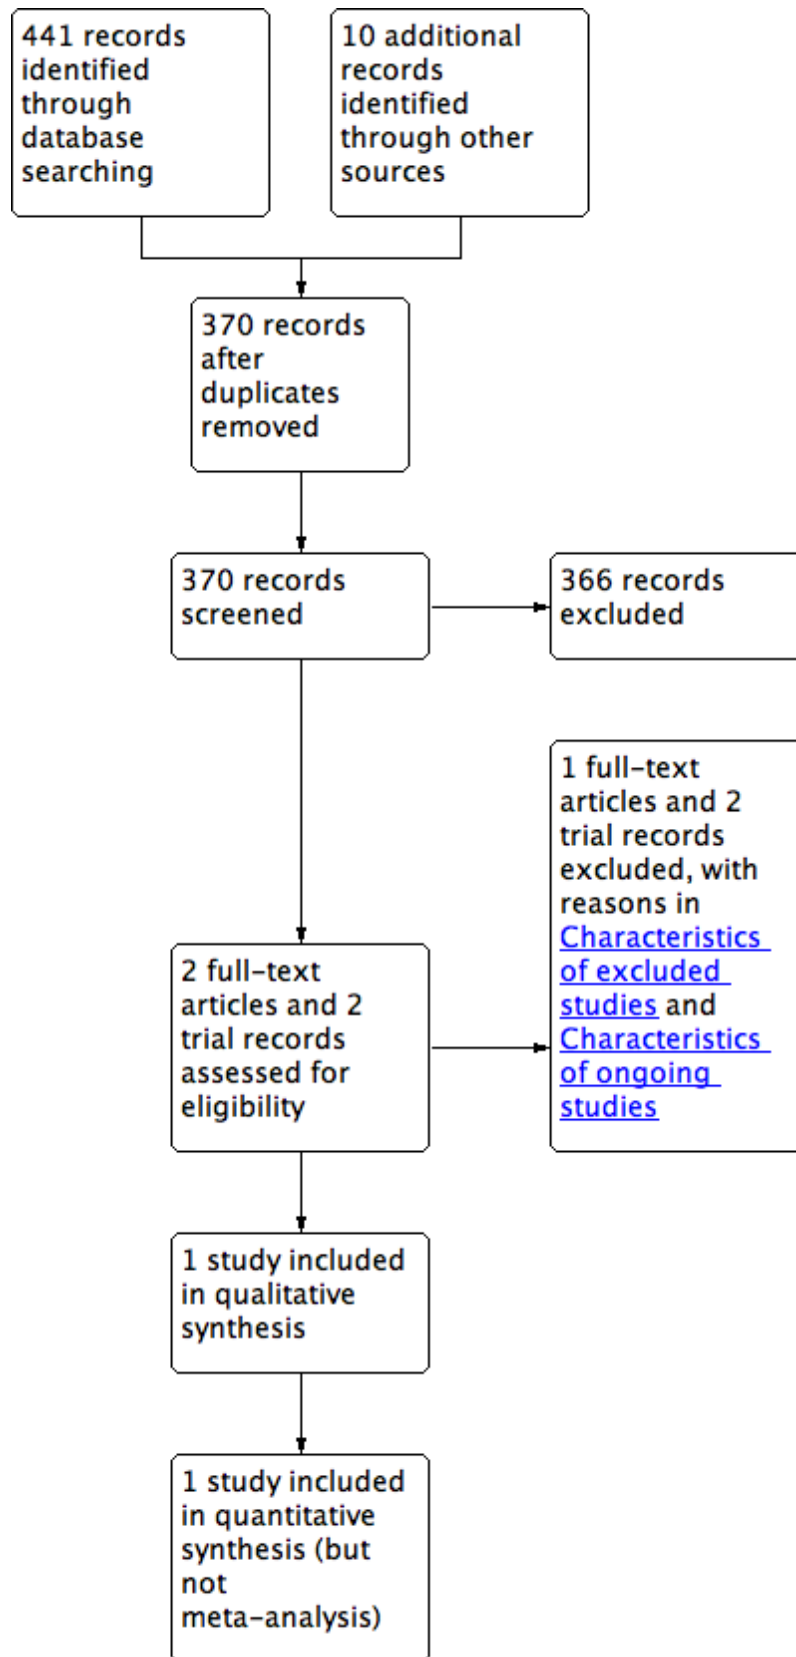 441 records
identified
through
database
searching
10 additional
records
identified
through other
sources
370 records
after
duplicates
removed
370 records
screened
366 records
excluded
1 full-text
articles and 2
trial records
excluded, with
reasons in
Characteristics
of excluded
studies and
Characteristics
of ongoing
studies
2 full-text
articles and 2
trial records
assessed for
eligibility
1 study included
in qualitative
synthesis
1 study included
in quantitative
synthesis (but
not
meta-analysis)